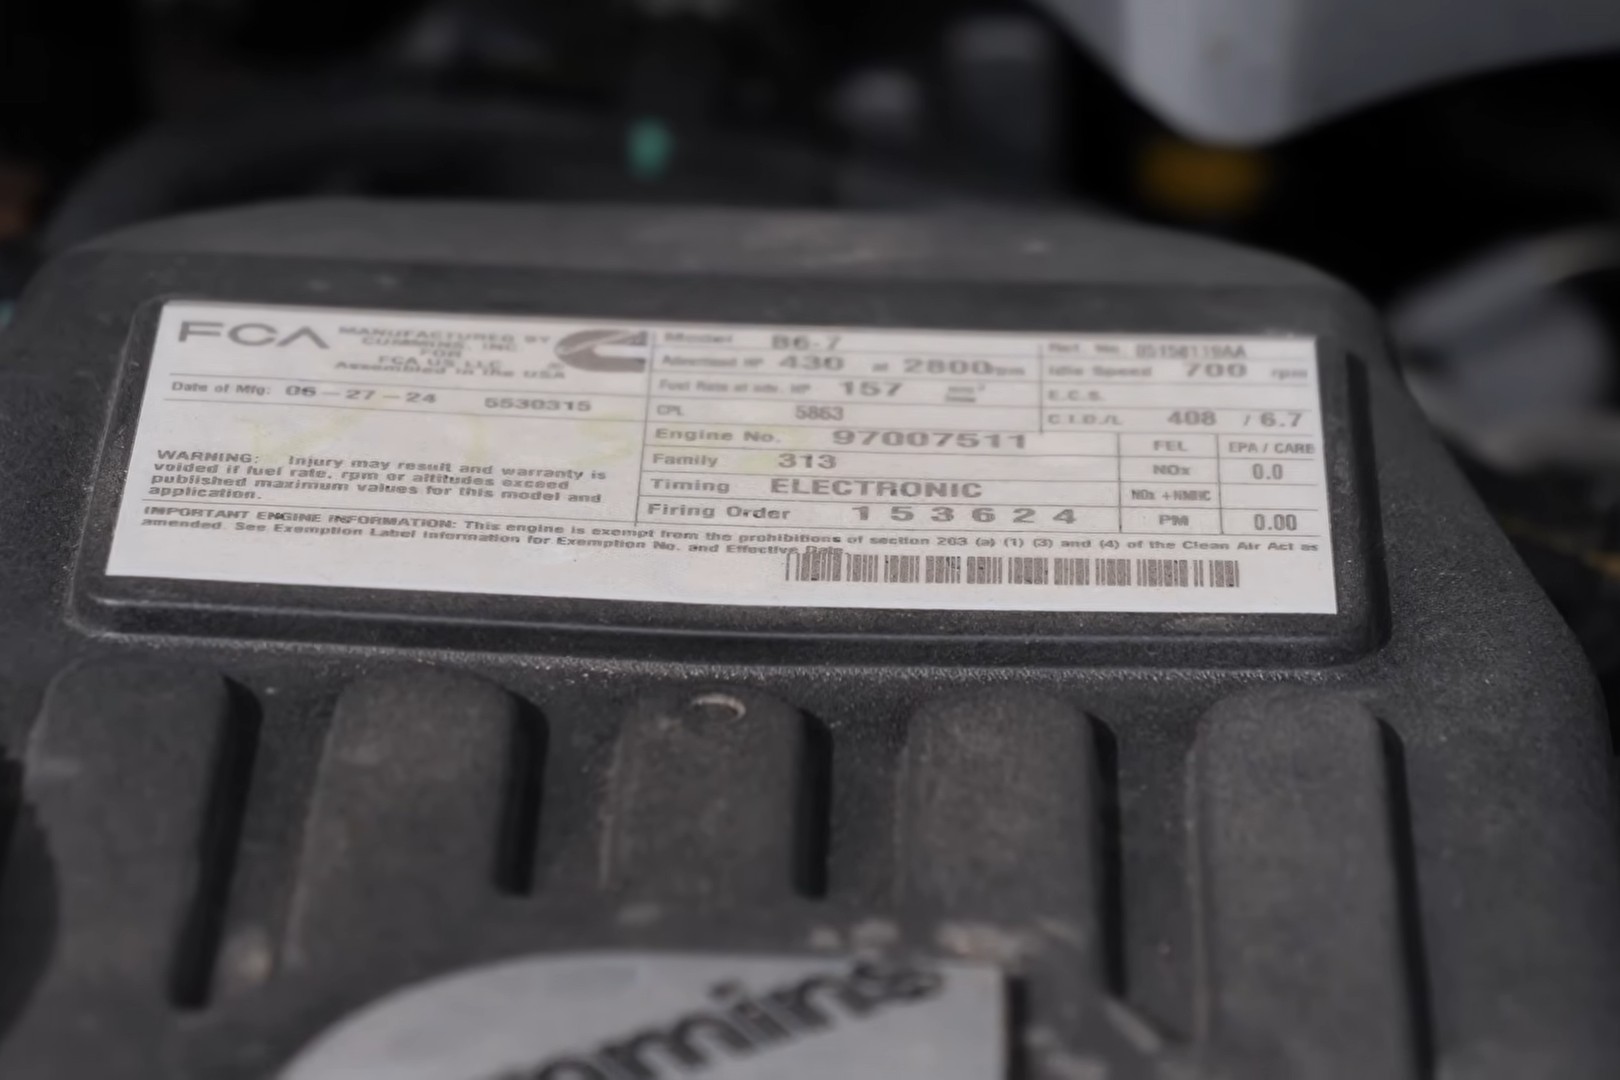 FCA
MANUFACTURED BY
CUMMINS, INC
FOR
FCA US LLC
Assembled in the USA
Date of Mfg: 06-27-24 5530315
WARNING: Injury may result and warranty is
voided if fuel rate, rpm or altitudes exceed
published maximum values for this model and
application.
Model B6-7
Advertised HP 430 at 2800rpm
Fuel Rate at adv. HP 157
CPL 5863
Part No.
Idle Speed 700 rpm
E.C.S.
C.I.D./L 408 / 6.7
Engine No. 97007511
Family 313
Timing ELECTRONIC
Firing Order 1 5 3 6 2 4
FEL EPA / CARB
NOx 0.0
NOx +NMHC
PM 0.00
IMPORTANT ENGINE INFORMATION: This engine is exempt from the prohibitions of section 203 (a) (1) (3) and (4) of the Clean Air Act as
amended. See Exemption Label Information for Exemption No. and Effective Date.